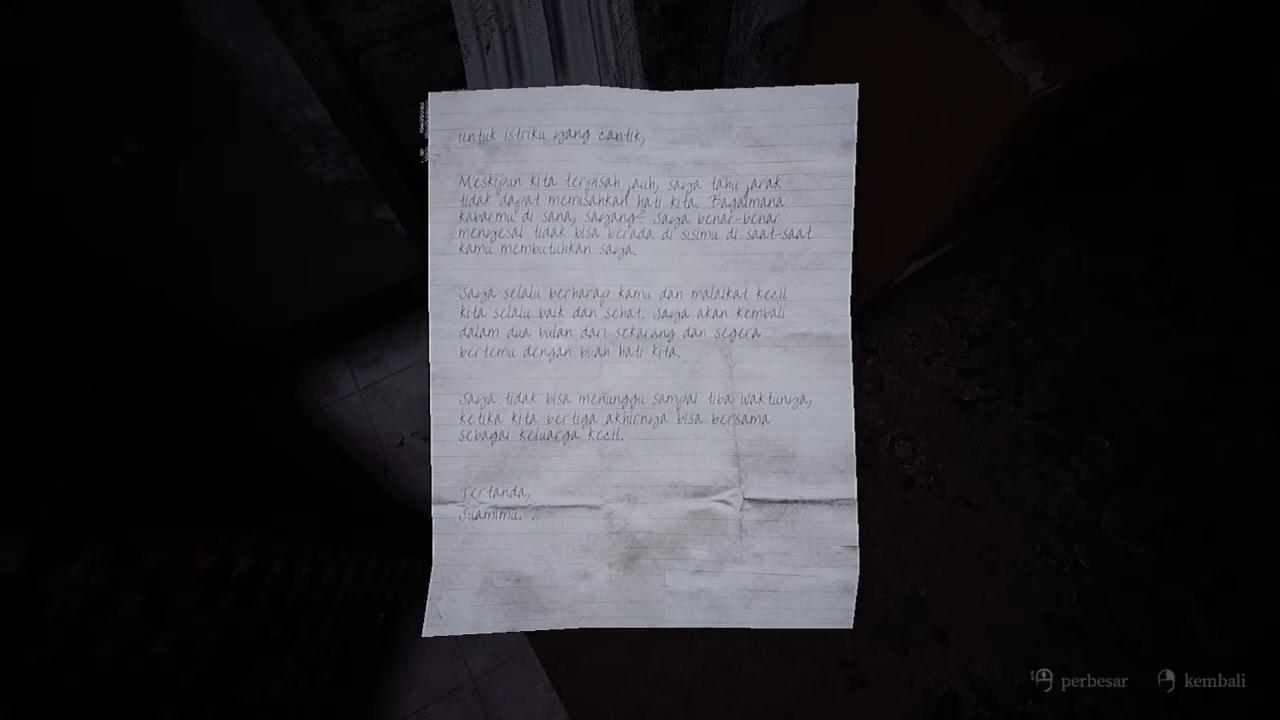 untuk istriku yang cantik,
Meskipun kita terpisah jauh, saya tahu jarak
tidak dapat memisahkan hati kita. Bagaimana
kabarmu di sana, sayang? Saya benar-benar
menyesal tidak bisa berada di sisimu di saat-saat
kamu membutuhkan saya.
Saya selalu berharap kamu dan malaikat kecil
kita selalu baik dan sehat. Saya akan kembali
dalam dua bulan dari sekarang dan segera
bertemu dengan buah hati kita.
Saya tidak bisa menunggu sampai tiba waktunya,
ketika kita bertiga akhirnya bisa bersama
sebagai keluarga kecil.
Tertanda,
Suamimu.
perbesar
kembali